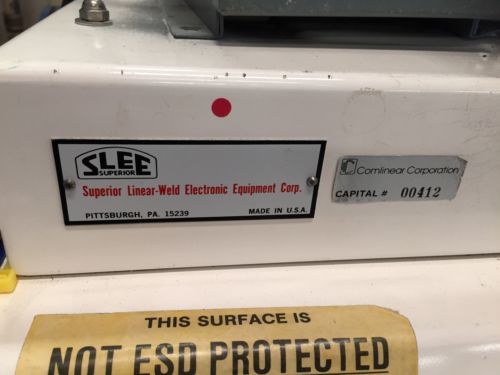 SLEE
SUPERIOR
Superior Linear-Weld Electronic Equipment Corp.
PITTSBURGH, PA. 15239 MADE IN U.S.A.
Comlinear Corporation
CAPITAL # 00412
THIS SURFACE IS
NOT ESD PROTECTED